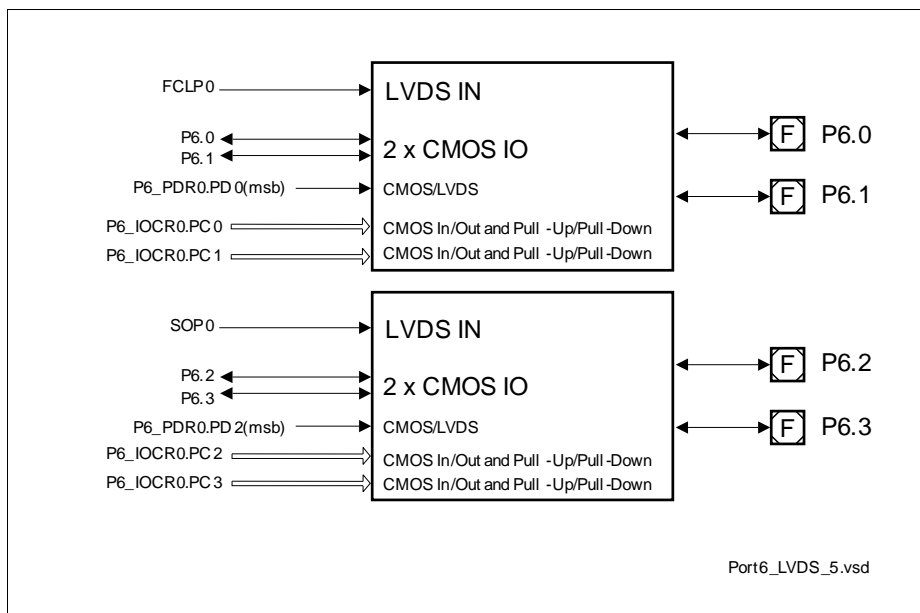 FCLP0
LVDS IN
P6.0
P6.1
2 x CMOS IO
P6_PDR0.PD0(msb)
CMOS/LVDS
P6_IOCR0.PC0
CMOS In/Out and Pull-Up/Pull-Down
P6_IOCR0.PC1
CMOS In/Out and Pull-Up/Pull-Down
F P6.0
F P6.1
SOP0
LVDS IN
P6.2
P6.3
2 x CMOS IO
P6_PDR0.PD2(msb)
CMOS/LVDS
P6_IOCR0.PC2
CMOS In/Out and Pull-Up/Pull-Down
P6_IOCR0.PC3
CMOS In/Out and Pull-Up/Pull-Down
F P6.2
F P6.3
Port6_LVDS_5.vsd